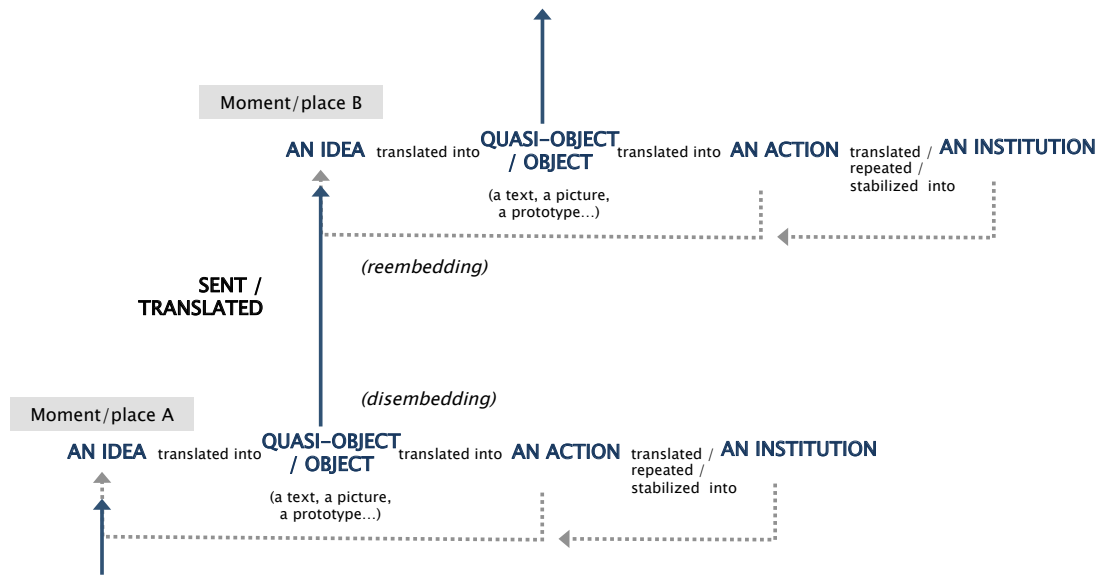 Moment/place B
AN IDEA translated into QUASI-OBJECT / OBJECT translated into AN ACTION translated / repeated / stabilized into AN INSTITUTION
(a text, a picture,
a prototype…)
(reembedding)
SENT /
TRANSLATED
(disembedding)
Moment/place A
AN IDEA translated into QUASI-OBJECT / OBJECT translated into AN ACTION translated / repeated / stabilized into AN INSTITUTION
(a text, a picture,
a prototype…)